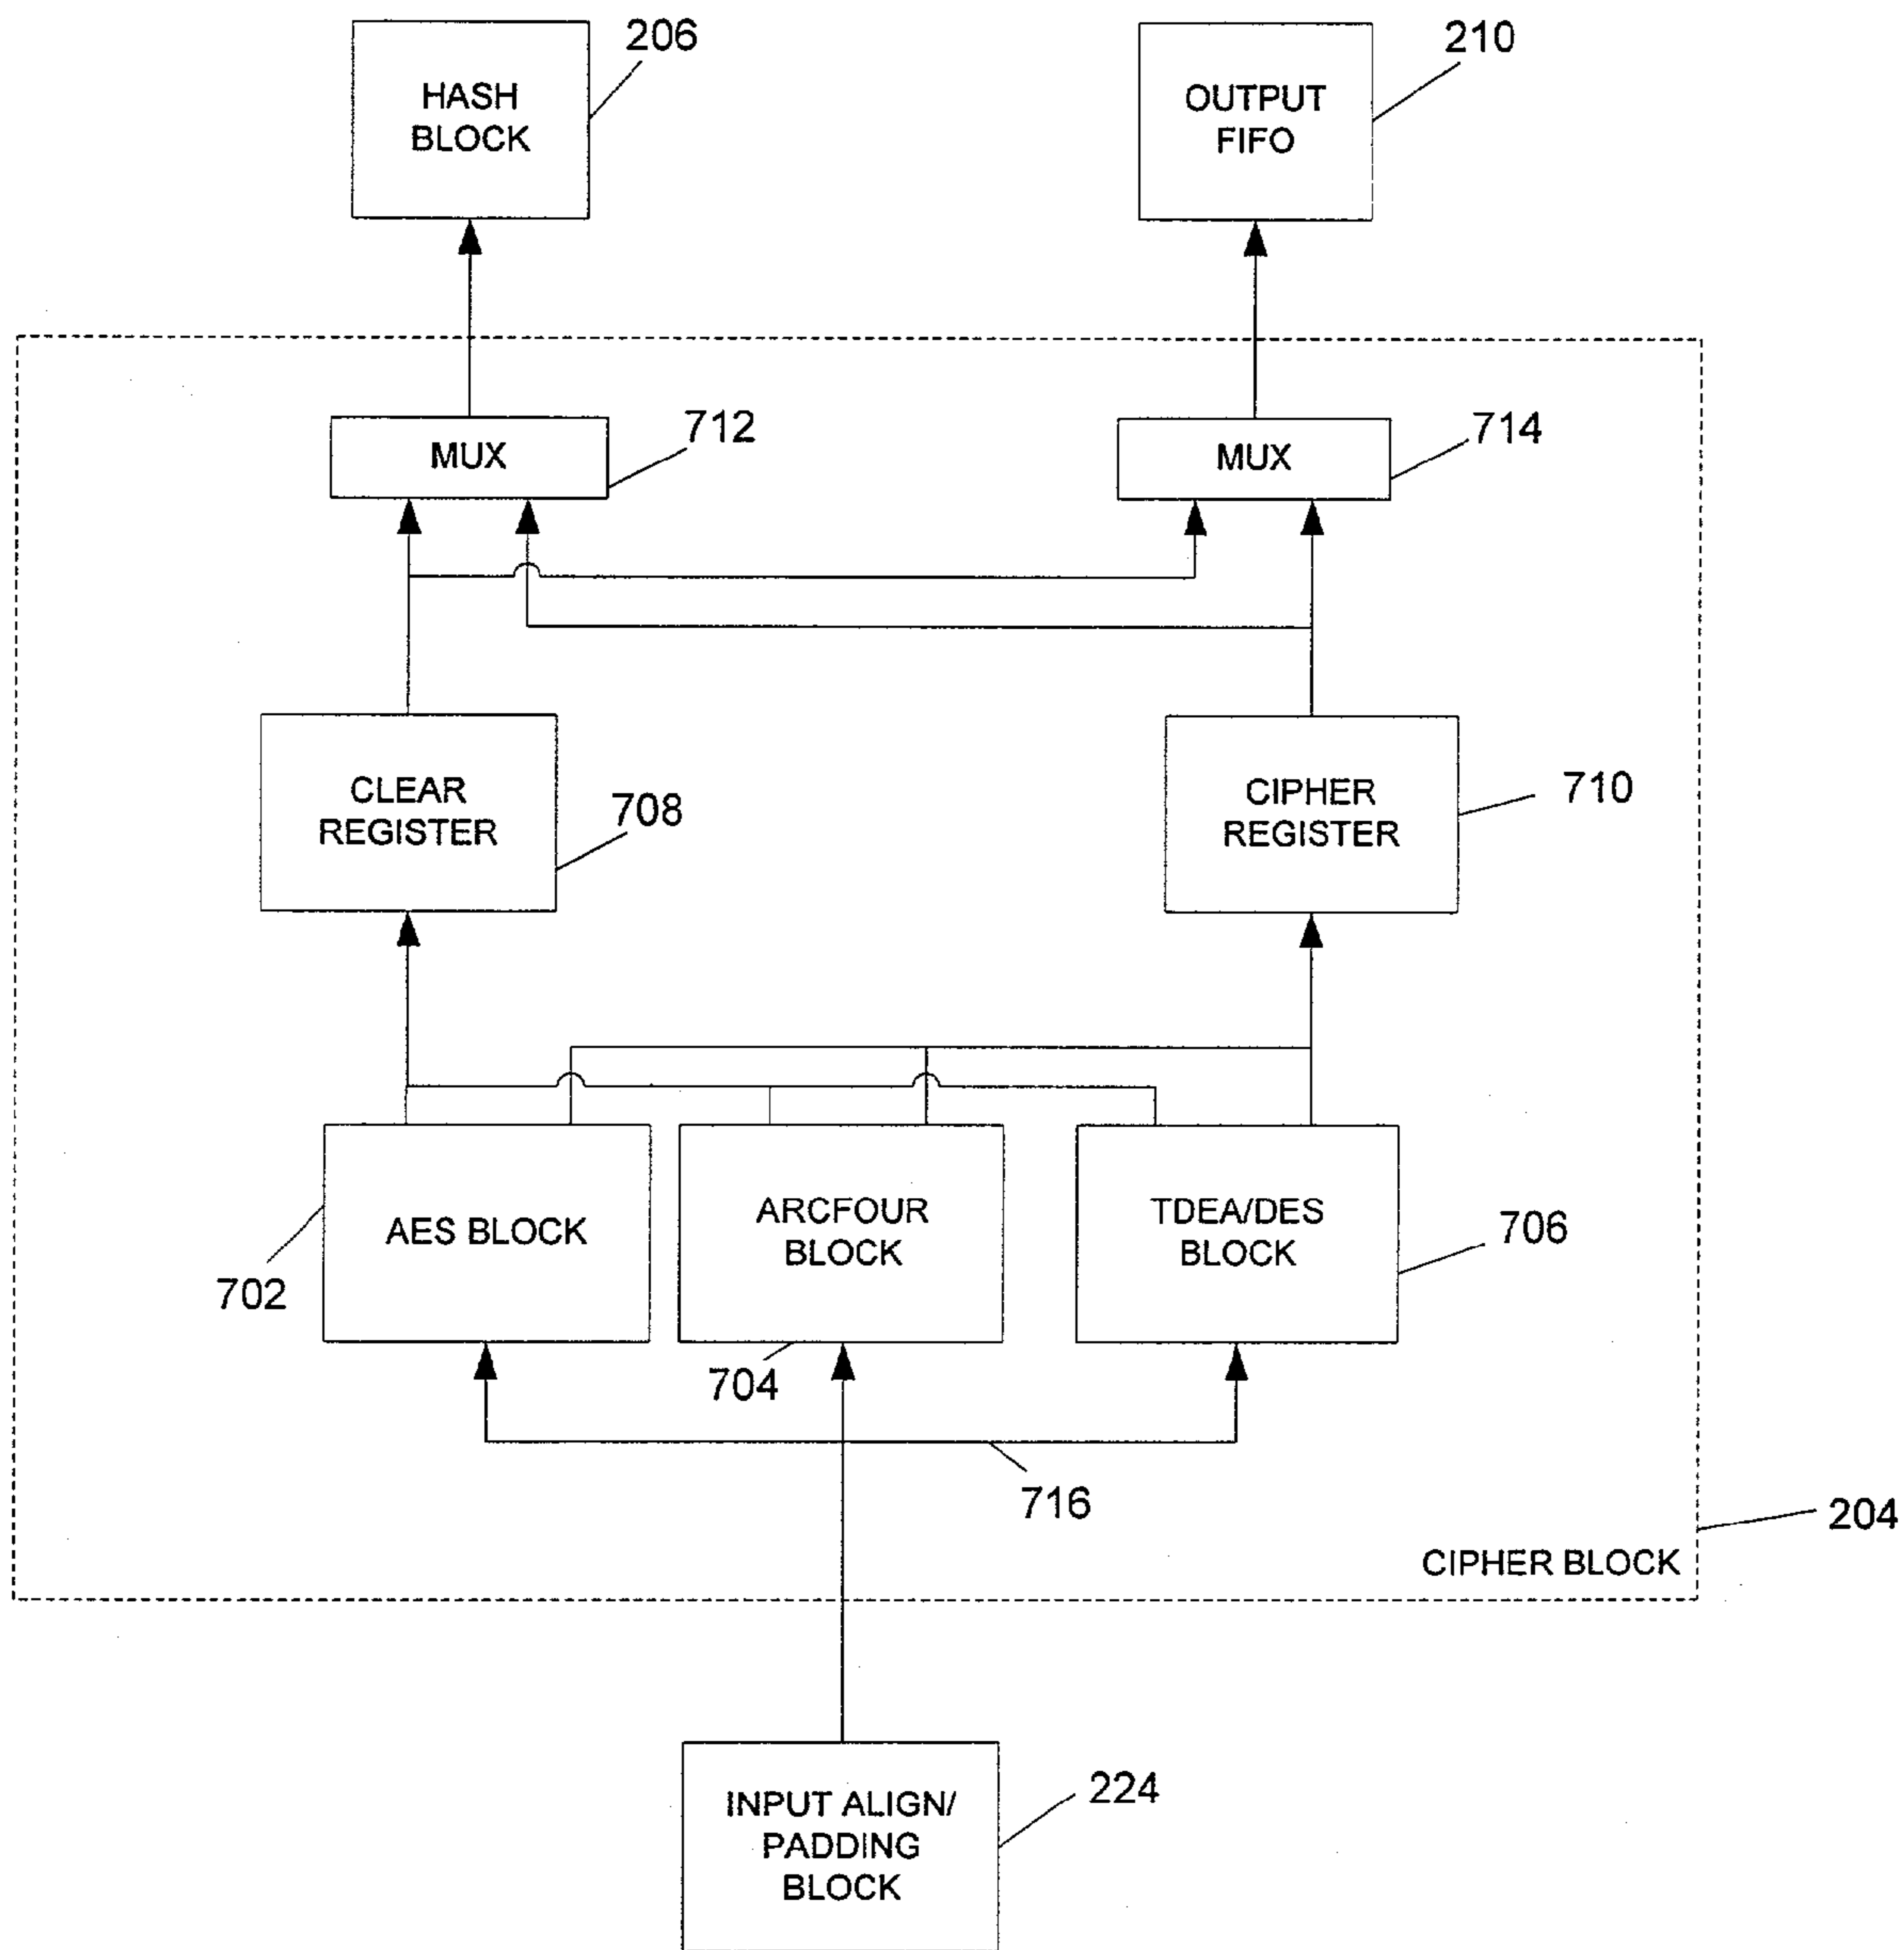 206
210
HASH
BLOCK
OUTPUT
FIFO
712
714
MUX
MUX
CLEAR
REGISTER
708
CIPHER
REGISTER
710
AES BLOCK
ARCFOUR
BLOCK
TDEA/DES
BLOCK
706
702
704
716
204
CIPHER BLOCK
224
INPUT ALIGN/
PADDING
BLOCK